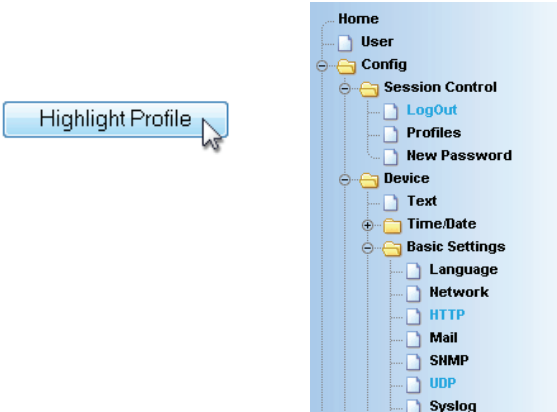 Highlight Profile
Home
User
Config
Session Control
LogOut
Profiles
New Password
Device
Text
Time/Date
Basic Settings
Language
Network
HTTP
Mail
SNMP
UDP
Syslog